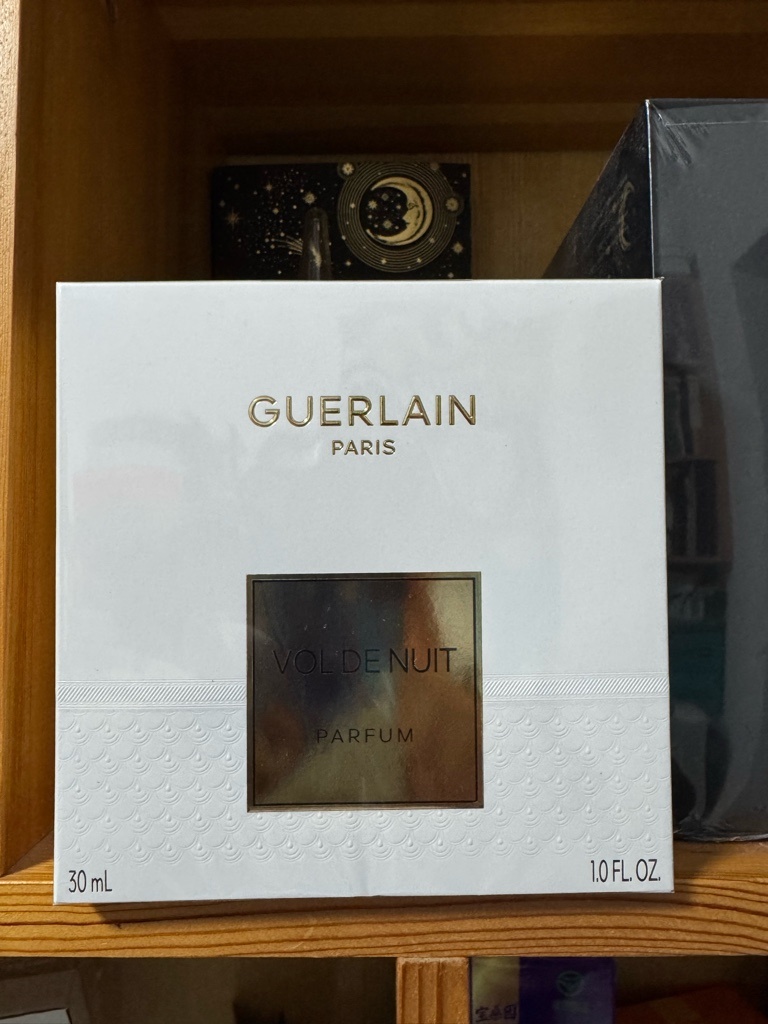 GUERLAIN
PARIS
VOL DE NUIT
PARFUM
30 mL
1.0 FL. OZ.